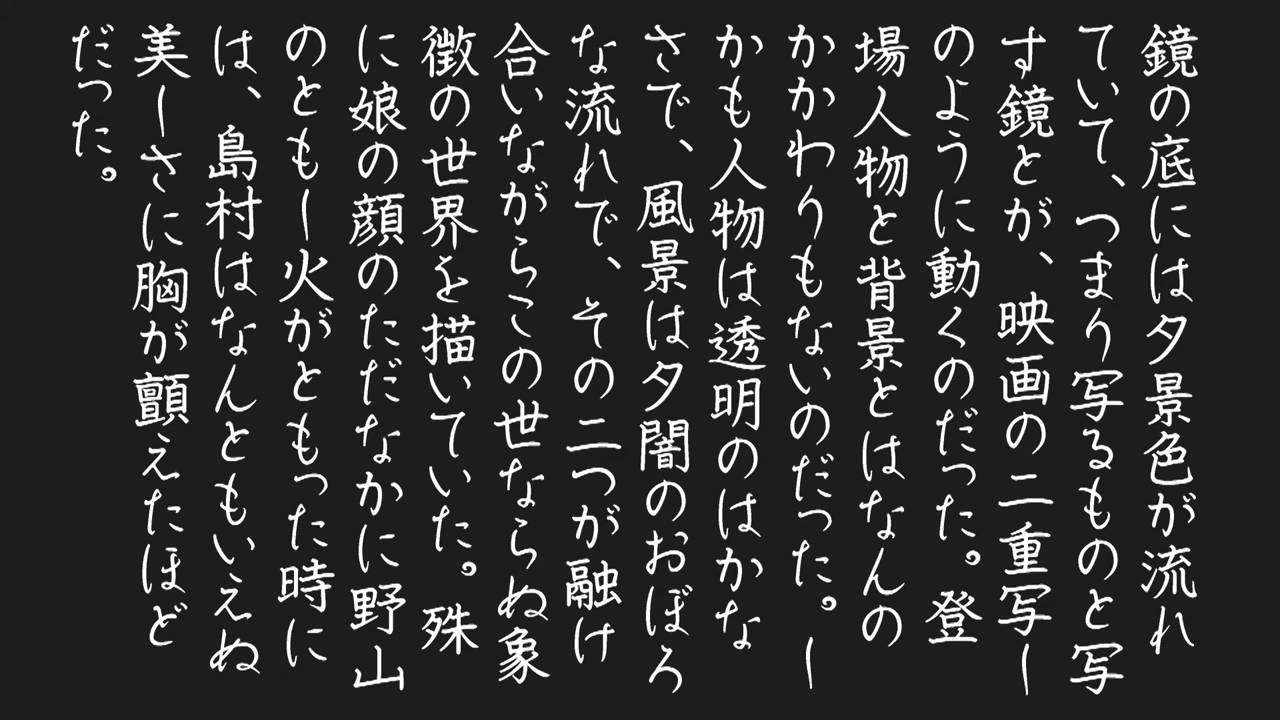 鏡の底には夕景色が流れ
ていて、つまり写るものと写
す鏡とが、映画の二重写し
のように動くのだった。登
場人物と背景とはなんの
かかわりもないのだった。し
かも人物は透明のはかな
さで、風景は夕闇のおぼろ
な流れで、その二つが融け
合いながらこの世ならぬ象
徴の世界を描いていた。殊
に娘の顔のただなかに野山
のともし火がともった時に
は、島村はなんともいえぬ
美しさに胸が顫えたほど
だった。